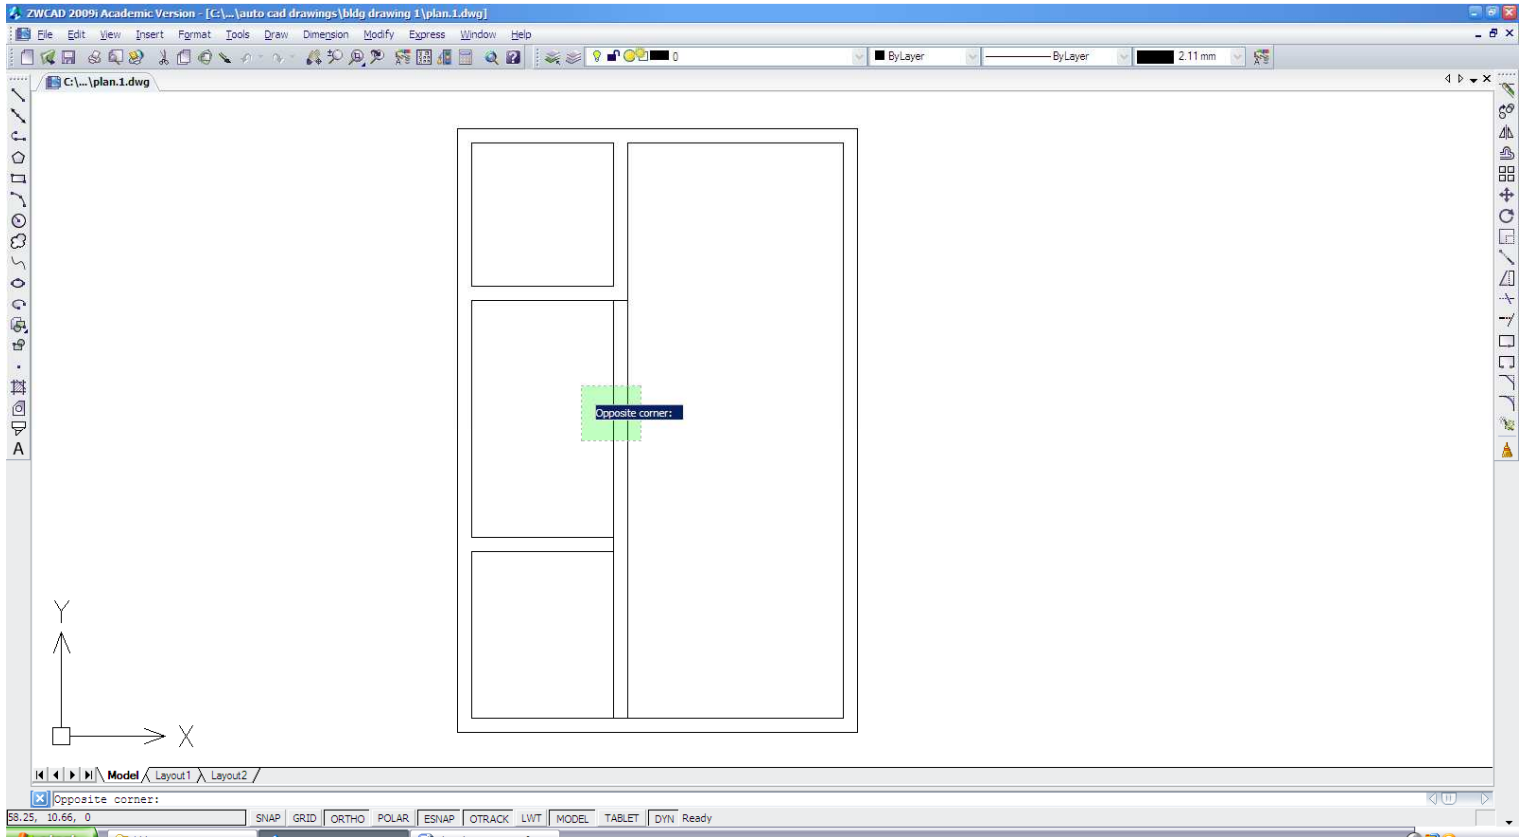 ZWCAD 2009i Academic Version - [C:\...\auto cad drawings\bldg drawing 1\plan.1.dwg]
File Edit View Insert Format Tools Draw Dimension Modify Express Window Help
0 ByLayer ByLayer 2.11 mm
C:\...\plan.1.dwg
A
Opposite corner:
Y
X
Model Layout1 Layout2
Opposite corner:
58.25, 10.66, 0 SNAP GRID ORTHO POLAR ESNAP OTRACK LWT MODEL TABLET DYN Ready